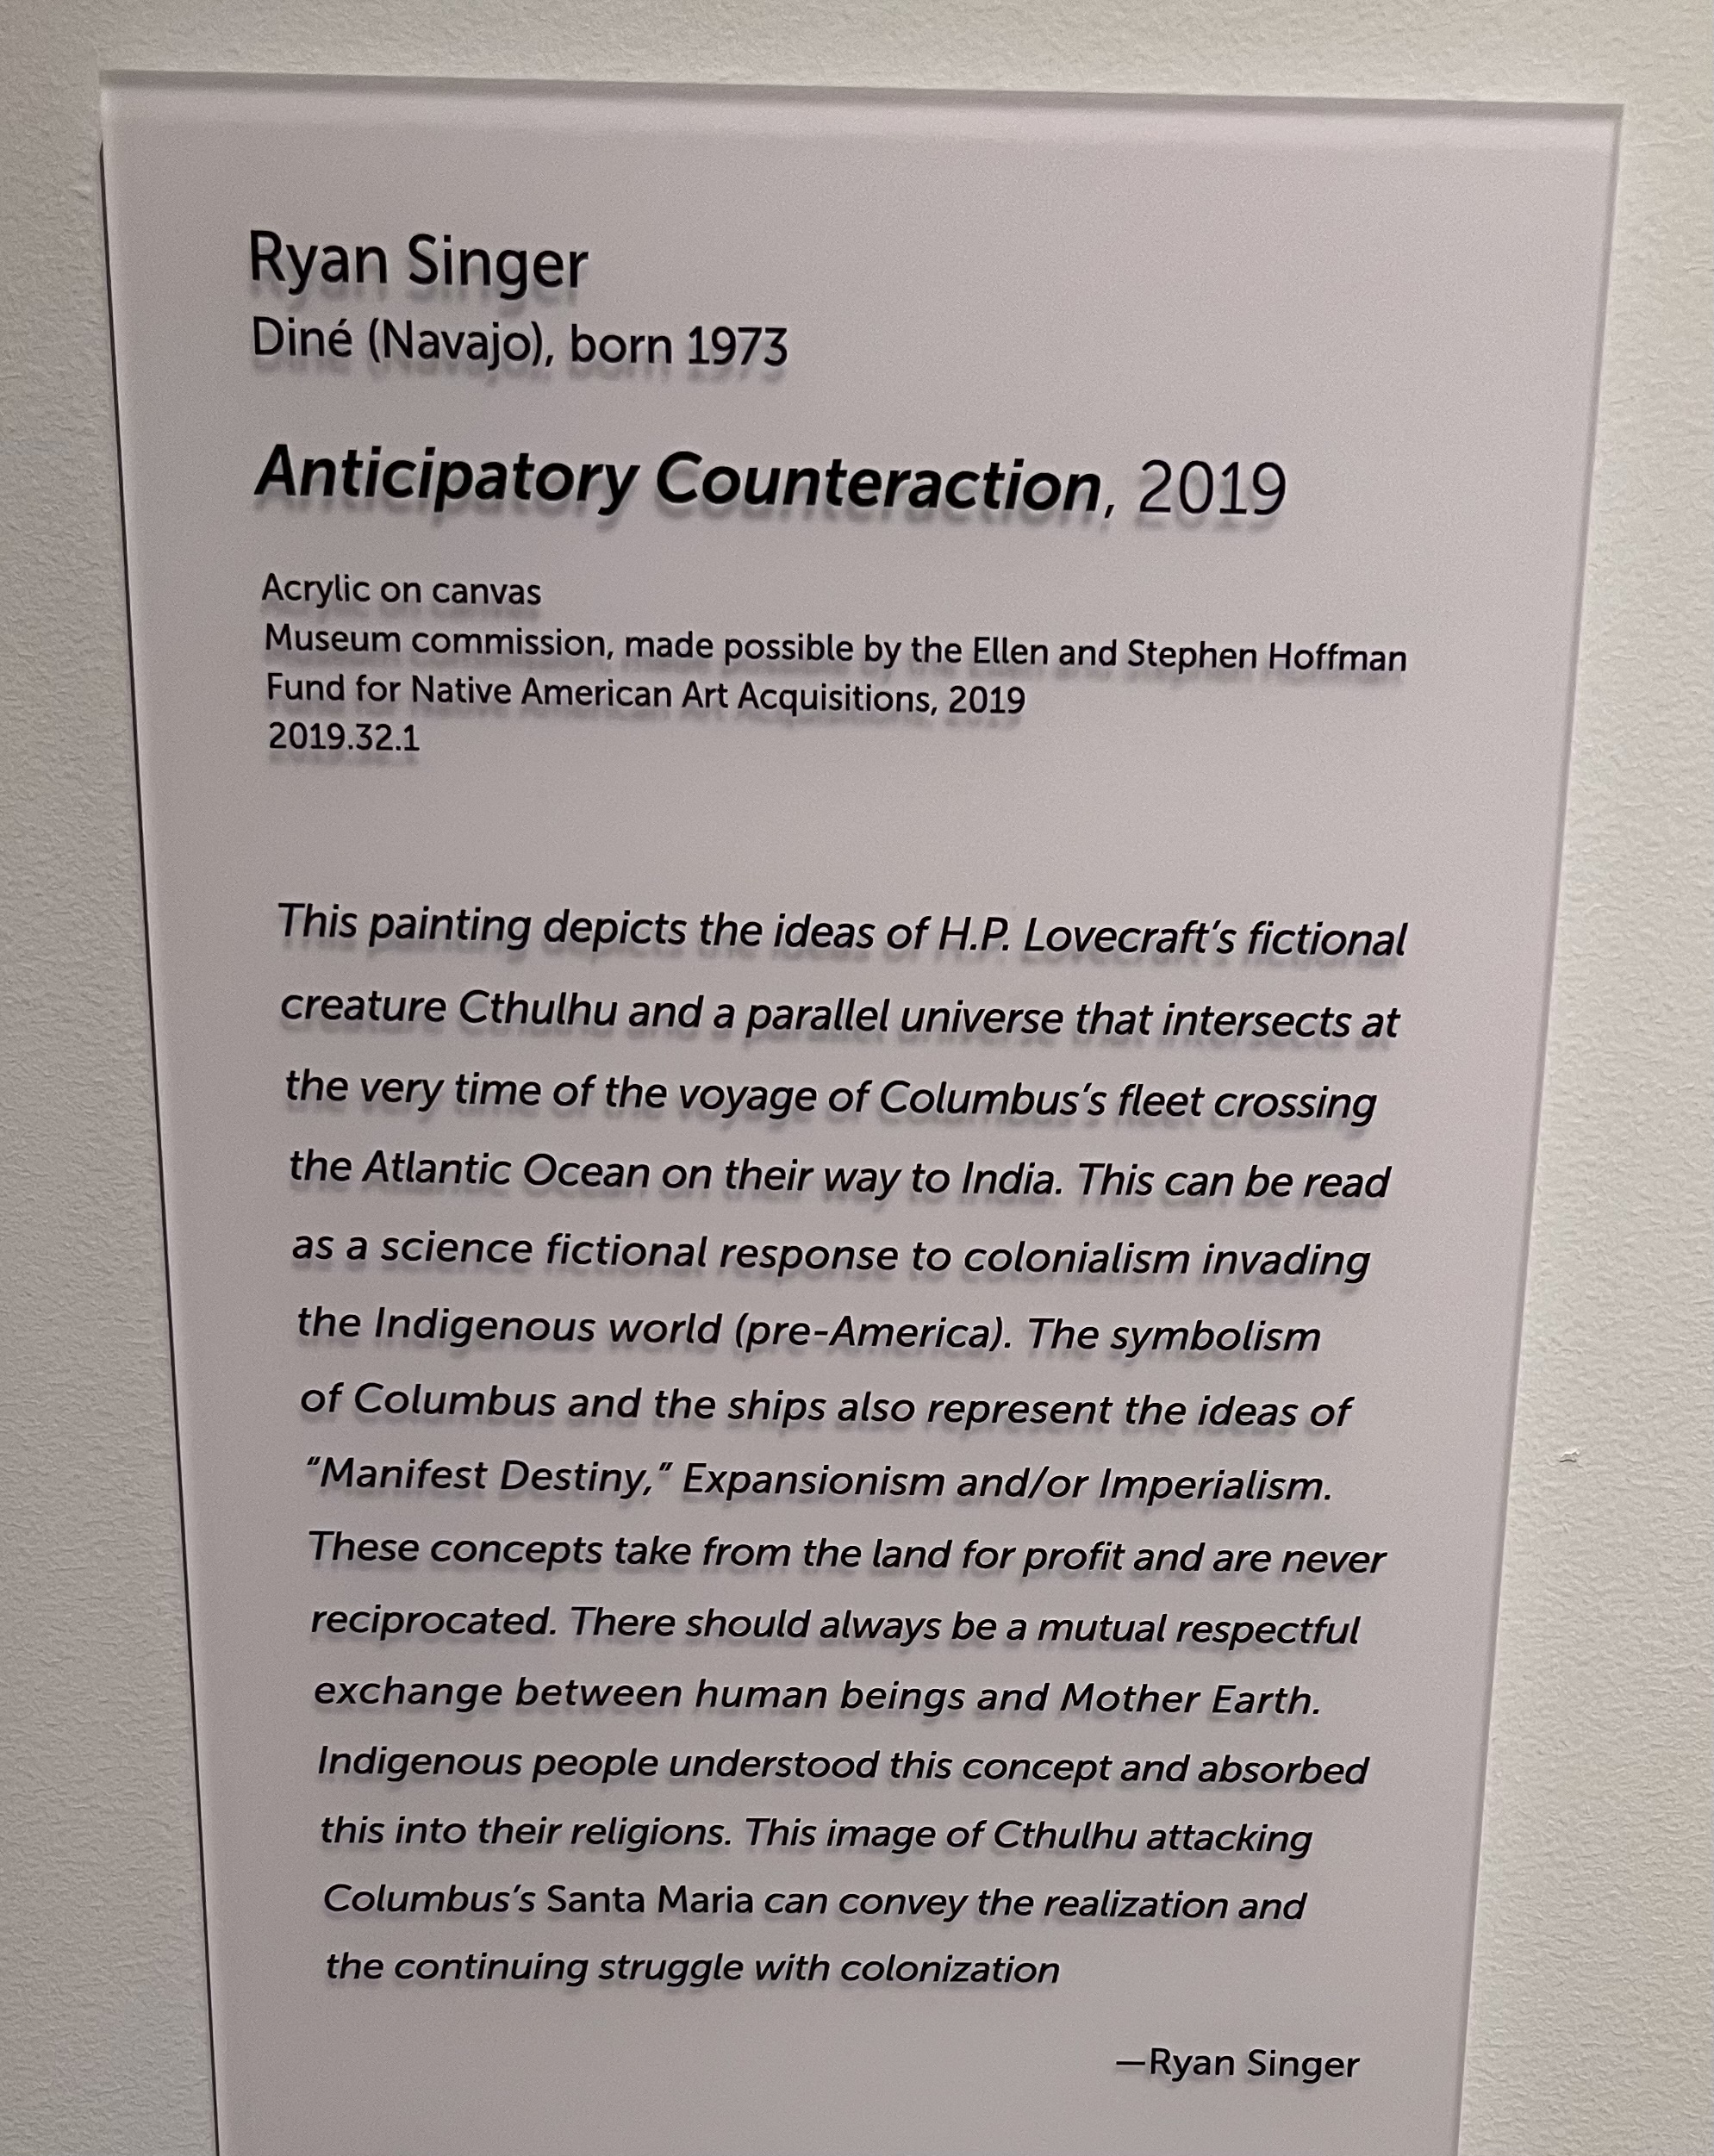 Ryan Singer
Diné (Navajo), born 1973
Anticipatory Counteraction, 2019
Acrylic on canvas
Museum commission, made possible by the Ellen and Stephen Hoffman
Fund for Native American Art Acquisitions, 2019
2019.32.1
This painting depicts the ideas of H.P. Lovecraft’s fictional
creature Cthulhu and a parallel universe that intersects at
the very time of the voyage of Columbus’s fleet crossing
the Atlantic Ocean on their way to India. This can be read
as a science fictional response to colonialism invading
the Indigenous world (pre-America). The symbolism
of Columbus and the ships also represent the ideas of
“Manifest Destiny,” Expansionism and/or Imperialism.
These concepts take from the land for profit and are never
reciprocated. There should always be a mutual respectful
exchange between human beings and Mother Earth.
Indigenous people understood this concept and absorbed
this into their religions. This image of Cthulhu attacking
Columbus’s Santa Maria can convey the realization and
the continuing struggle with colonization
—Ryan Singer